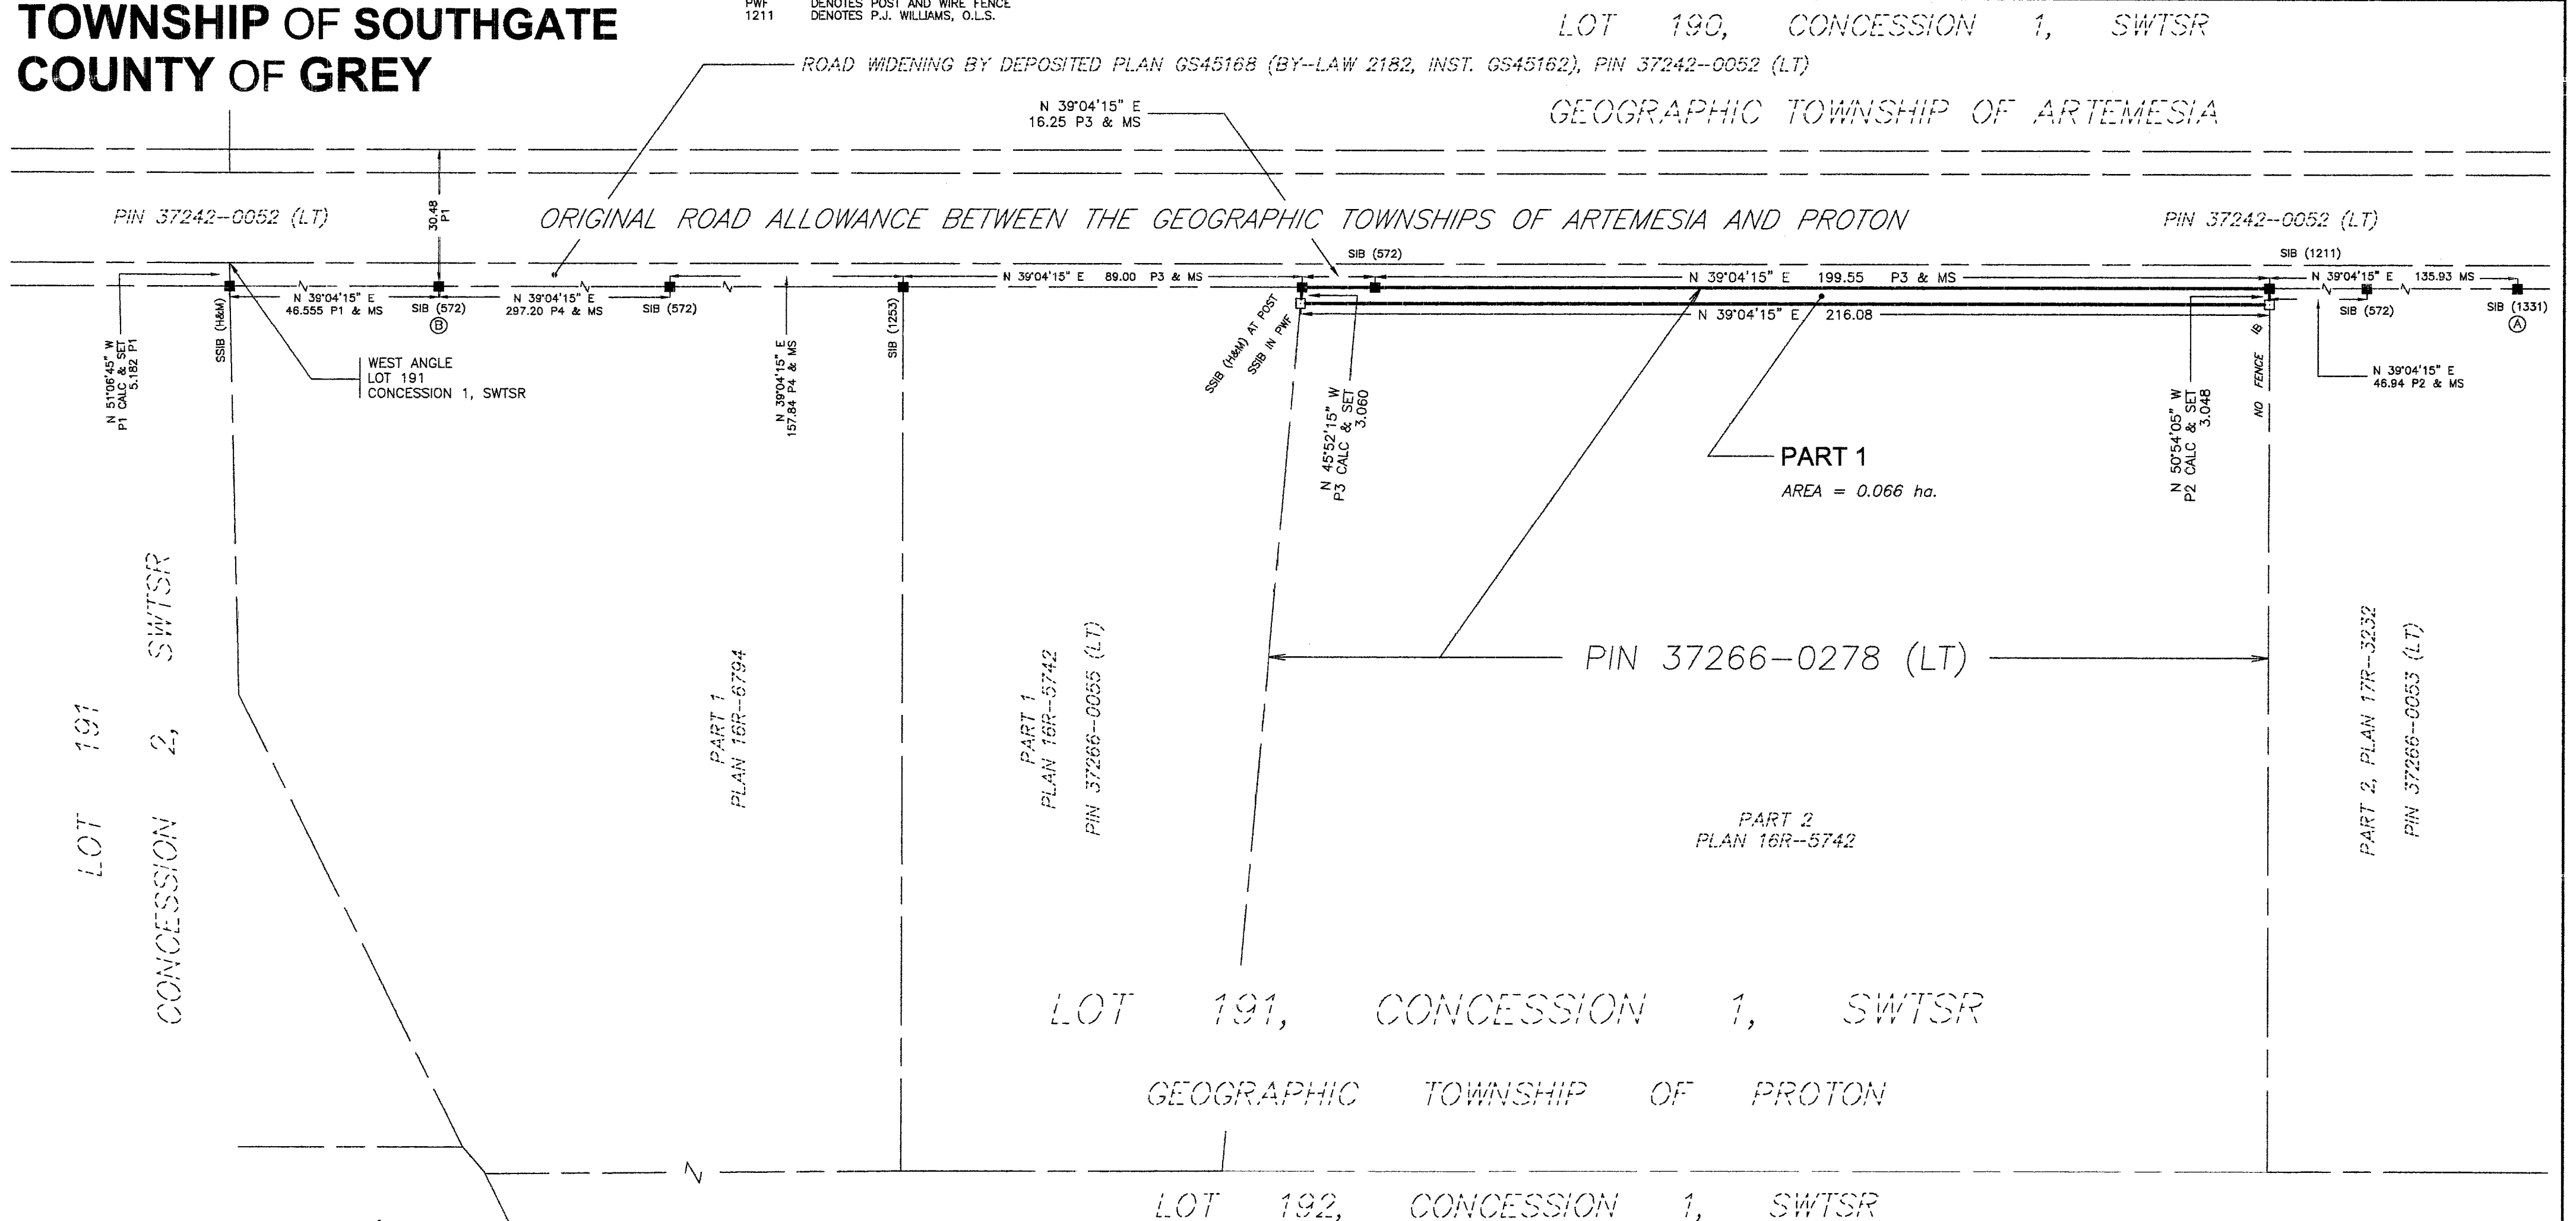 TOWNSHIP OF SOUTHGATE
COUNTY OF GREY
PWF DENOTES POST AND WIRE FENCE
1211 DENOTES P.J. WILLIAMS, O.L.S.
LOT 190, CONCESSION 1, SWTSR
ROAD WIDENING BY DEPOSITED PLAN GS45168 (BY-LAW 2182, INST. GS45162), PIN 37242-0052 (LT)
N 39°04'15" E
16.25 P3 & MS
GEOGRAPHIC TOWNSHIP OF ARTEMESIA
PIN 37242-0052 (LT)
30.48
P1
ORIGINAL ROAD ALLOWANCE BETWEEN THE GEOGRAPHIC TOWNSHIPS OF ARTEMESIA AND PROTON
PIN 37242-0052 (LT)
SIB (572)
SIB (1211)
N 39°04'15" E 89.00 P3 & MS
N 39°04'15" E 199.55 P3 & MS
N 39°04'15" E 135.93 MS
N 39°04'15" E
46.555 P1 & MS
SIB (572)
B
N 39°04'15" E
297.20 P4 & MS
SIB (572)
N 39°04'15" E 216.08
SIB (572)
SIB (1331)
A
N 51°06'45" W
P1 CALC & SET
5.182 P1
SSIB (H&M)
WEST ANGLE
LOT 191
CONCESSION 1, SWTSR
N 39°04'15" E
157.84 P4 & MS
SIB (1253)
SSIB (H&M) AT POST
SSIB IN PWF
N 45°52'15" W
P3 CALC & SET
3.060
N 50°54'05" W
P2 CALC & SET
3.048
IB
NO FENCE
N 39°04'15" E
46.94 P2 & MS
PART 1
AREA = 0.066 ha.
LOT 191
CONCESSION 2, SWTSR
PART 1
PLAN 16R-6794
PART 1
PLAN 16R-5742
PIN 37266-0055 (LT)
PIN 37266-0278 (LT)
PART 2, PLAN 17R-3232
PIN 37266-0053 (LT)
PART 2
PLAN 16R-5742
LOT 191, CONCESSION 1, SWTSR
GEOGRAPHIC TOWNSHIP OF PROTON
LOT 192, CONCESSION 1, SWTSR